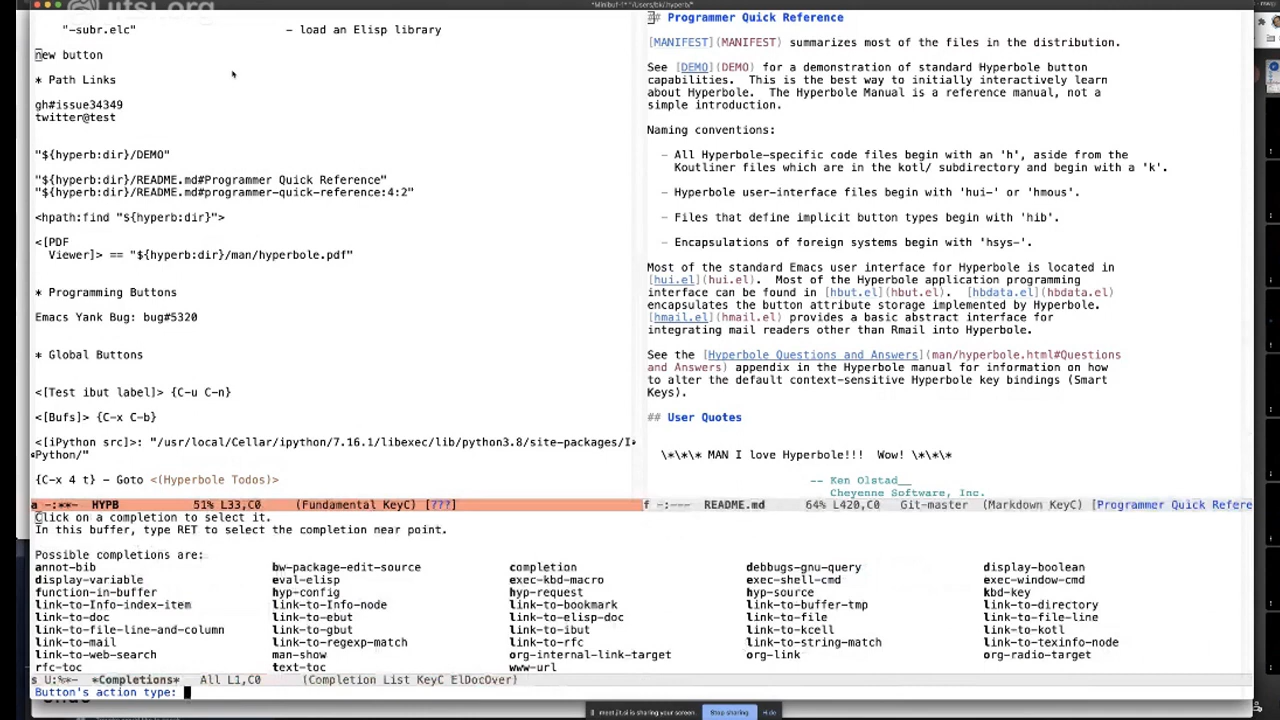 jitsi.org
*Minibuf-1* "/Users/bk/hyperb/"
"-subr.elc" – load an Elisp library
new button
* Path Links
gh#issue34349
twitter@test
"${hyperb:dir}/DEMO"
"${hyperb:dir}/README.md#Programmer Quick Reference"
"${hyperb:dir}/README.md#programmer-quick-reference:4:2"
<hpath:find "${hyperb:dir}">
<[PDF
Viewer]> == "${hyperb:dir}/man/hyperbole.pdf"
* Programming Buttons
Emacs Yank Bug: bug#5320
* Global Buttons
<[Test ibut label]> {C-u C-n}
<[Bufs]> {C-x C-b}
<[iPython src]>: "/usr/local/Cellar/ipython/7.16.1/libexec/lib/python3.8/site-packages/I
Python/"
{C-x 4 t} – Goto <(Hyperbole Todos)>
a -:**- HYPB 51% L33,C0 (Fundamental KeyC) [???]
## Programmer Quick Reference
[MANIFEST](MANIFEST) summarizes most of the files in the distribution.
See [DEMO](DEMO) for a demonstration of standard Hyperbole button
capabilities. This is the best way to initially interactively learn
about Hyperbole. The Hyperbole Manual is a reference manual, not a
simple introduction.
Naming conventions:
– All Hyperbole-specific code files begin with an 'h', aside from the
Koutliner files which are in the kotl/ subdirectory and begin with a 'k'.
– Hyperbole user-interface files begin with 'hui-' or 'hmous'.
– Files that define implicit button types begin with 'hib'.
– Encapsulations of foreign systems begin with 'hsys-'.
Most of the standard Emacs user interface for Hyperbole is located in
[hui.el](hui.el). Most of the Hyperbole application programming
interface can be found in [hbut.el](hbut.el). [hbdata.el](hbdata.el)
encapsulates the button attribute storage implemented by Hyperbole.
[hmail.el](hmail.el) provides a basic abstract interface for
integrating mail readers other than Rmail into Hyperbole.
See the [Hyperbole Questions and Answers](man/hyperbole.html#Questions
and Answers) appendix in the Hyperbole manual for information on how
to alter the default context-sensitive Hyperbole key bindings (Smart
Keys).
## User Quotes
\*\*\* MAN I love Hyperbole!!! Wow! \*\*\*
-- Ken Olstad__
Cheyenne Software, Inc.
f -:--- README.md 64% L420,C0 Git-master (Markdown KeyC) [Programmer Quick Refere
Click on a completion to select it.
In this buffer, type RET to select the completion near point.
Possible completions are:
annot-bib bw-package-edit-source completion debbugs-gnu-query display-boolean
display-variable eval-elisp exec-kbd-macro exec-shell-cmd exec-window-cmd
function-in-buffer hyp-config hyp-request hyp-source kbd-key
link-to-Info-index-item link-to-Info-node link-to-bookmark link-to-buffer-tmp link-to-directory
link-to-doc link-to-ebut link-to-elisp-doc link-to-file link-to-file-line
link-to-file-line-and-column link-to-gbut link-to-ibut link-to-kcell link-to-kotl
link-to-mail link-to-regexp-match link-to-rfc link-to-string-match link-to-texinfo-node
link-to-web-search man-show org-internal-link-target org-link org-radio-target
rfc-toc text-toc www-url
s U:%*- *Completions* All L1,C0 (Completion List KeyC ElDocOver)
Button's action type:
meet.jit.si is sharing your screen. Stop sharing Hide